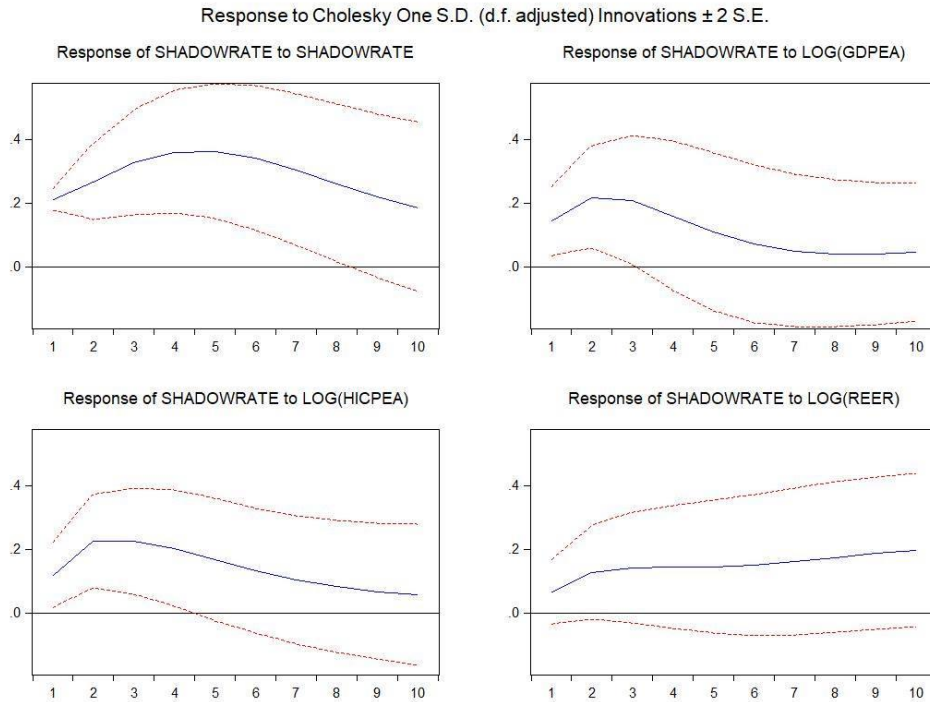 Response to Cholesky One S.D. (d.f. adjusted) Innovations ± 2 S.E.
Response of SHADOWRATE to SHADOWRATE
.4
.2
.0
1 2 3 4 5 6 7 8 9 10
Response of SHADOWRATE to LOG(GDPEA)
.4
.2
.0
1 2 3 4 5 6 7 8 9 10
Response of SHADOWRATE to LOG(HICPEA)
.4
.2
.0
1 2 3 4 5 6 7 8 9 10
Response of SHADOWRATE to LOG(REER)
.4
.2
.0
1 2 3 4 5 6 7 8 9 10